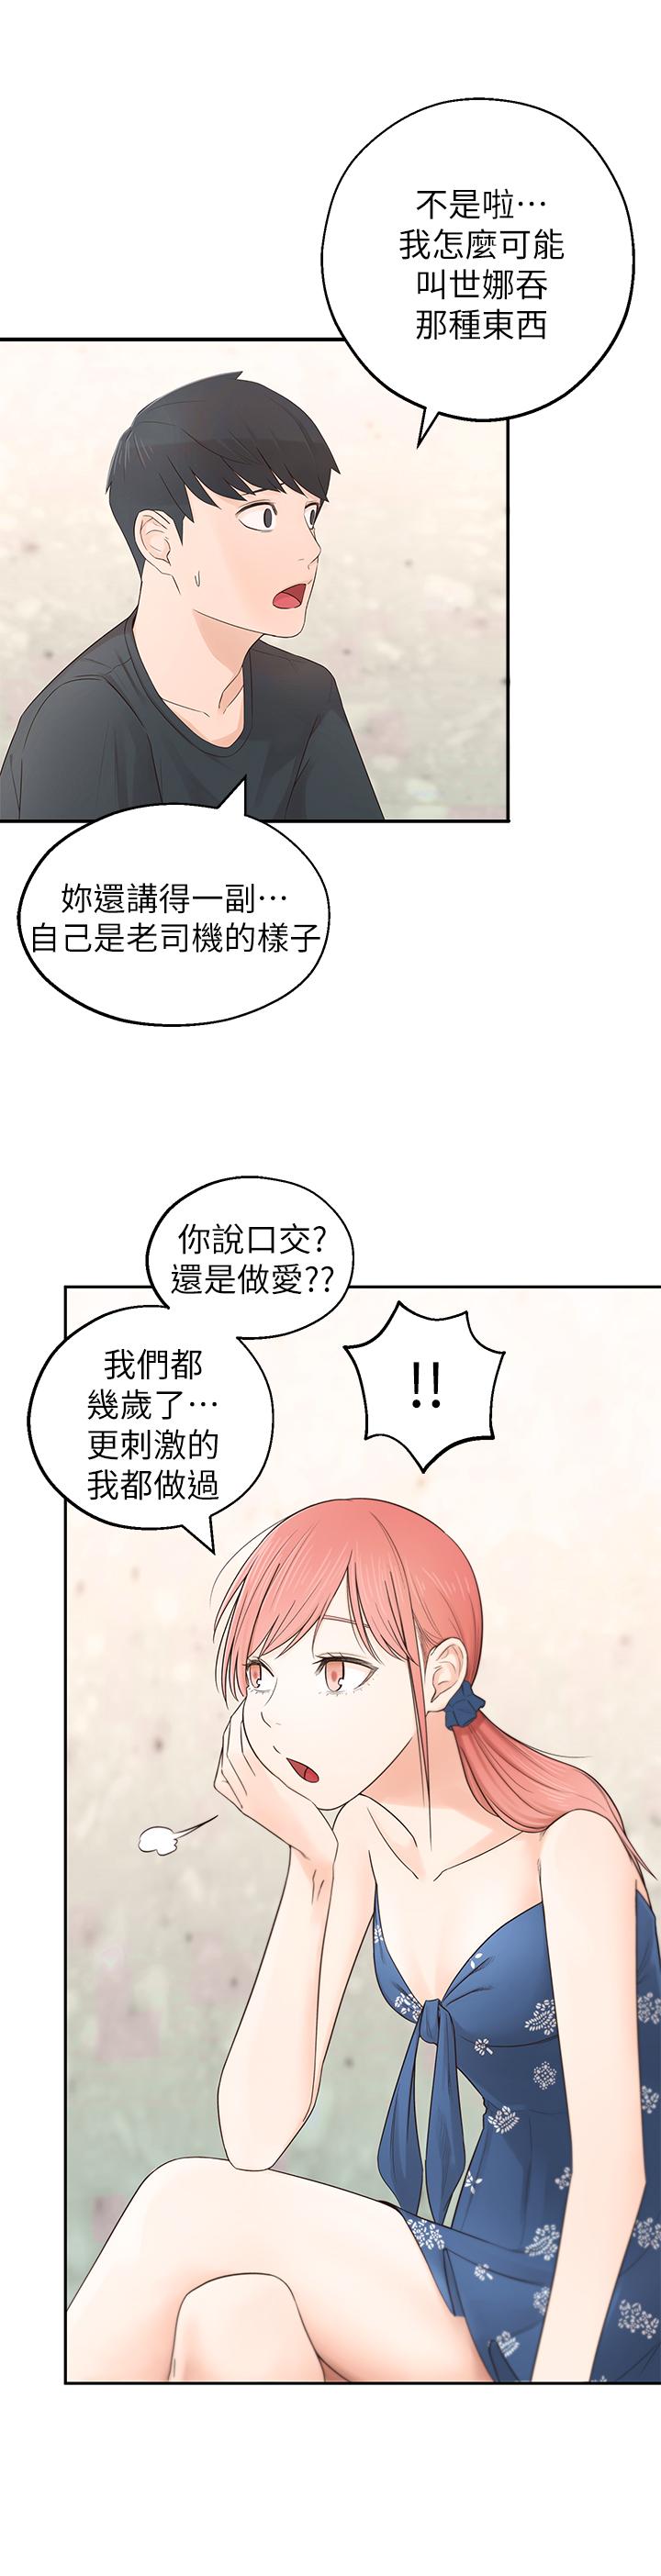 不是啦⋯
我怎麼可能
叫世娜吞
那種東西
妳還講得一副⋯
自己是老司機的樣子
你說口交?
還是做愛??
我們都
幾歲了⋯
更刺激的
我都做過
!!